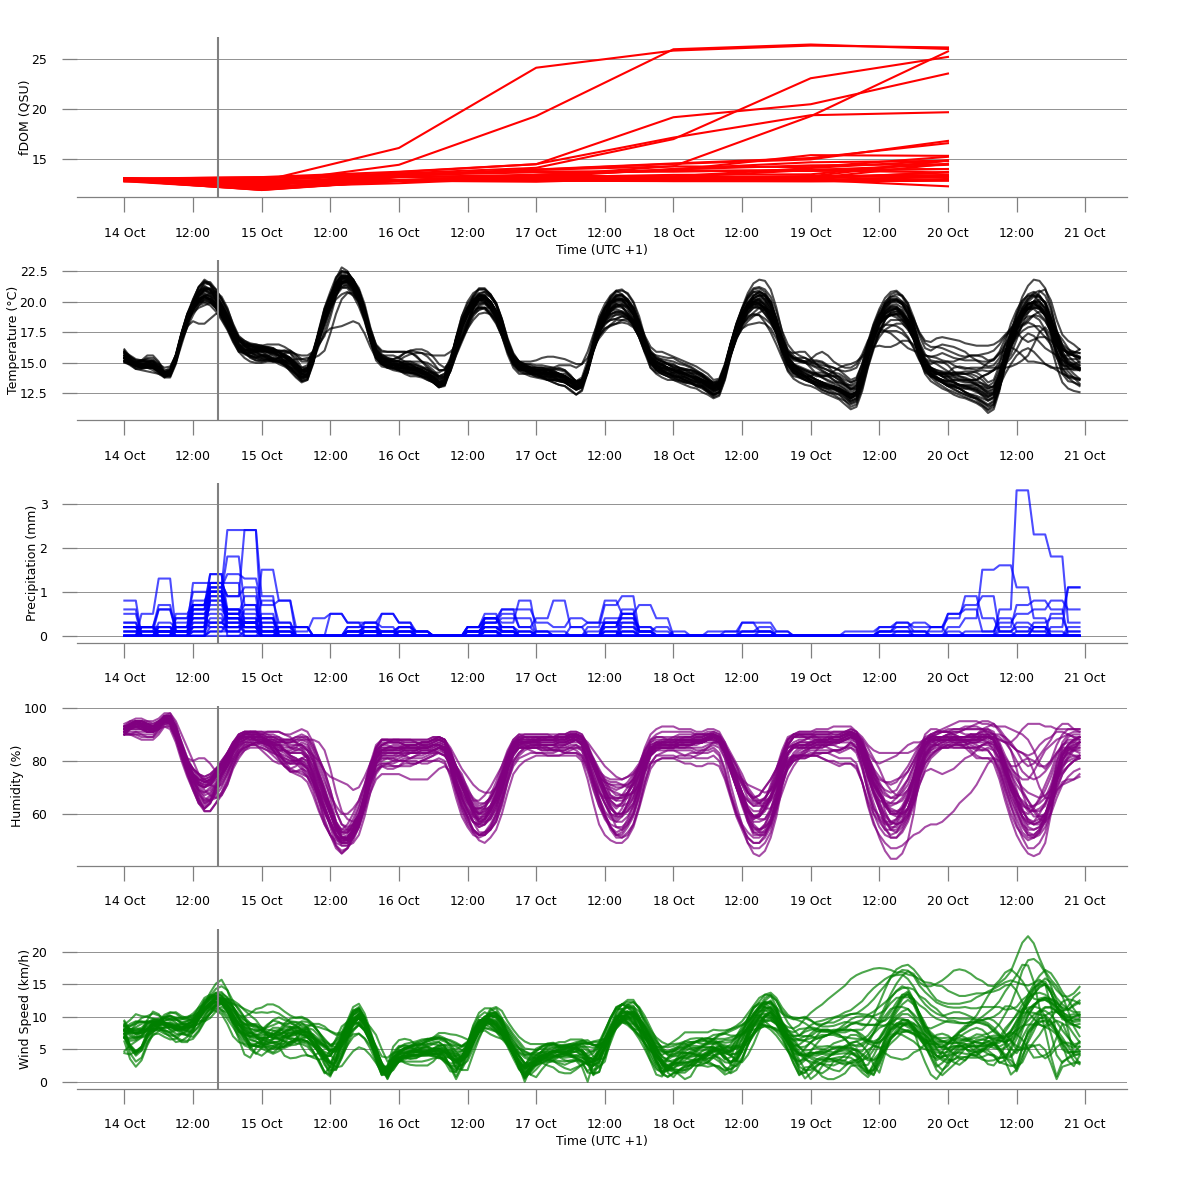 fDOM (QSU)
25
20
15
14 Oct 12:00 15 Oct 12:00 16 Oct 12:00 17 Oct 12:00 18 Oct 12:00 19 Oct 12:00 20 Oct 12:00 21 Oct
Time (UTC +1)
Temperature (°C)
22.5
20.0
17.5
15.0
12.5
14 Oct 12:00 15 Oct 12:00 16 Oct 12:00 17 Oct 12:00 18 Oct 12:00 19 Oct 12:00 20 Oct 12:00 21 Oct
Precipitation (mm)
3
2
1
0
14 Oct 12:00 15 Oct 12:00 16 Oct 12:00 17 Oct 12:00 18 Oct 12:00 19 Oct 12:00 20 Oct 12:00 21 Oct
Humidity (%)
100
80
60
14 Oct 12:00 15 Oct 12:00 16 Oct 12:00 17 Oct 12:00 18 Oct 12:00 19 Oct 12:00 20 Oct 12:00 21 Oct
Wind Speed (km/h)
20
15
10
5
0
14 Oct 12:00 15 Oct 12:00 16 Oct 12:00 17 Oct 12:00 18 Oct 12:00 19 Oct 12:00 20 Oct 12:00 21 Oct
Time (UTC +1)